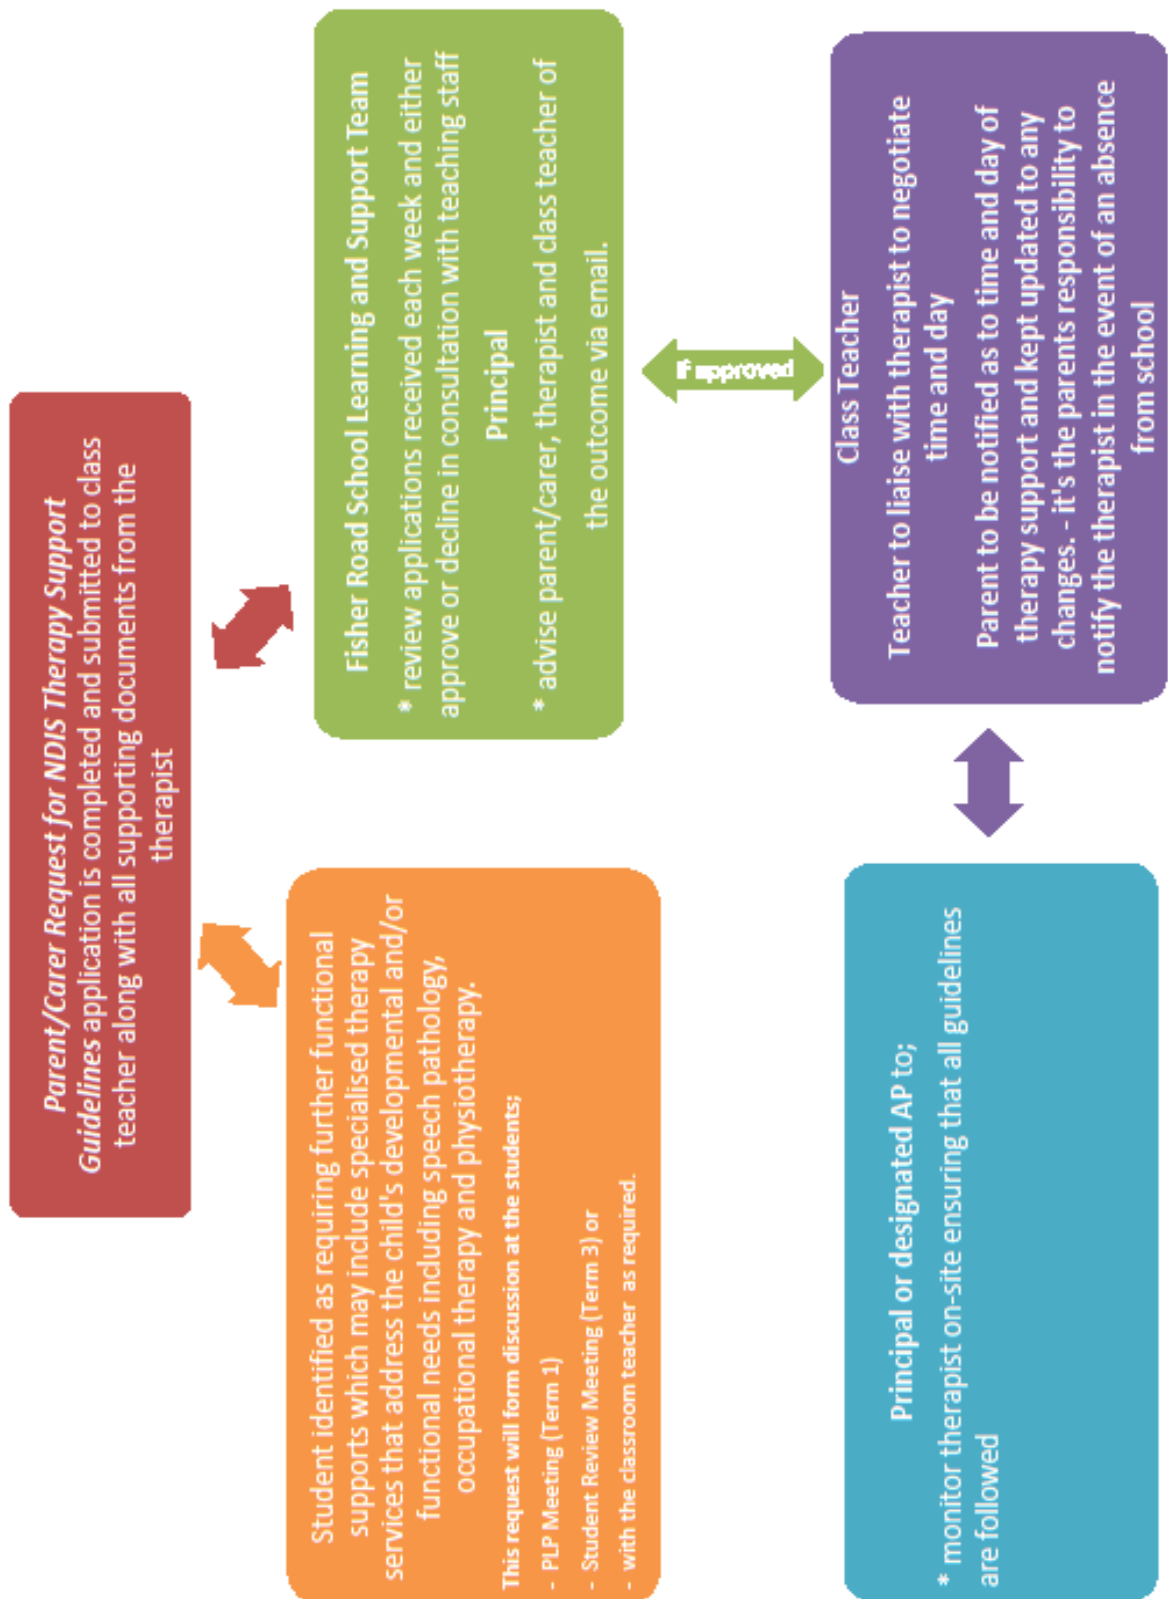 Parent/Carer Request for NDIS Therapy Support
Guidelines application is completed and submitted to class
teacher along with all supporting documents from the
therapist
Student identified as requiring further functional
supports which may include specialised therapy
services that address the child's developmental and/or
functional needs including speech pathology,
occupational therapy and physiotherapy.
This request will form discussion at the students;
- PLP Meeting (Term 1)
- Student Review Meeting (Term 3) or
- with the classroom teacher as required.
Fisher Road School Learning and Support Team
* review applications received each week and either
approve or decline in consultation with teaching staff
Principal
* advise parent/carer, therapist and class teacher of
the outcome via email.
If approved
Class Teacher
Teacher to liaise with therapist to negotiate
time and day
Parent to be notified as to time and day of
therapy support and kept updated to any
changes. - it's the parents responsibility to
notify the therapist in the event of an absence
from school
Principal or designated AP to;
* monitor therapist on-site ensuring that all guidelines
are followed